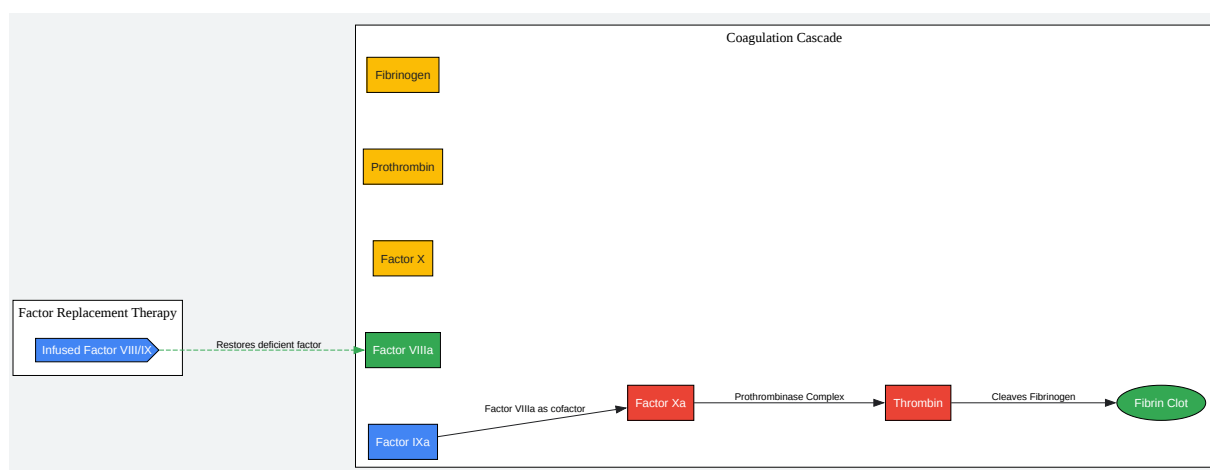 Coagulation Cascade
Fibrinogen
Prothrombin
Factor X
Factor Replacement Therapy
Infused Factor VIII/IX
Restores deficient factor
Factor VIIIa
Factor IXa
Factor VIIIa as cofactor
Factor Xa
Prothrombinase Complex
Thrombin
Cleaves Fibrinogen
Fibrin Clot